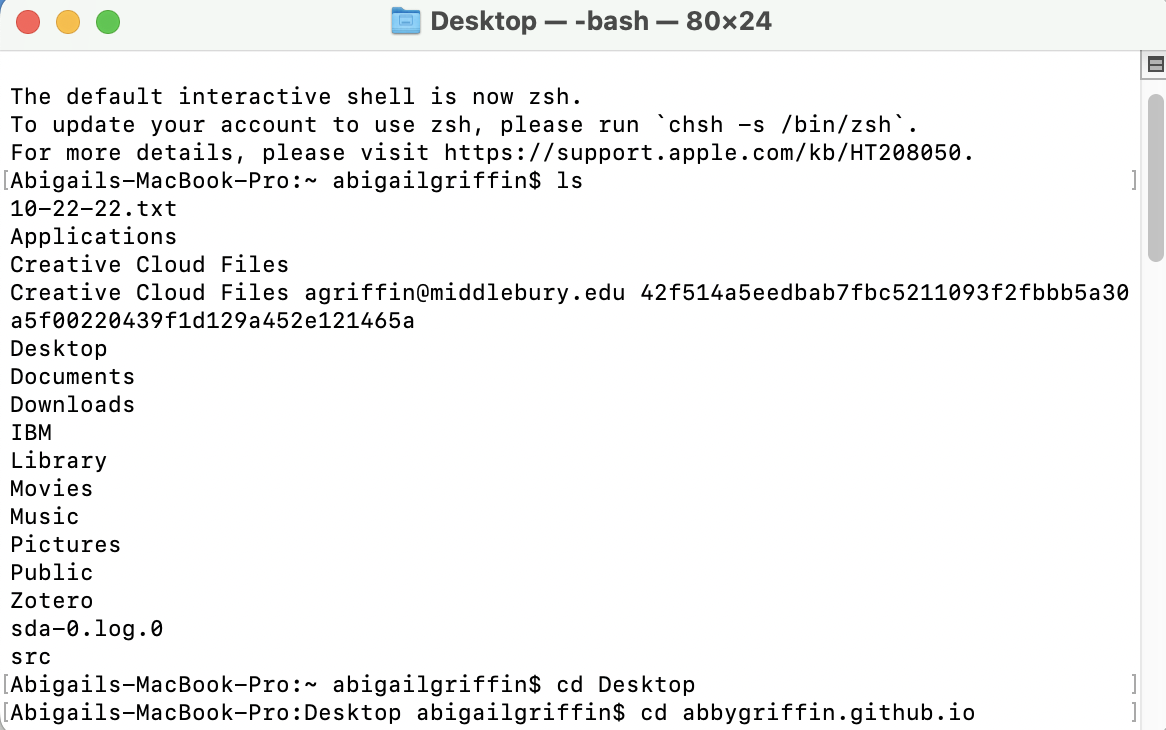 Desktop — -bash — 80×24
The default interactive shell is now zsh.
To update your account to use zsh, please run `chsh -s /bin/zsh`.
For more details, please visit https://support.apple.com/kb/HT208050.
[Abigails-MacBook-Pro:~ abigailgriffin$ ls ]
10-22-22.txt
Applications
Creative Cloud Files
Creative Cloud Files agriffin@middlebury.edu 42f514a5eedbab7fbc5211093f2fbbb5a30
a5f00220439f1d129a452e121465a
Desktop
Documents
Downloads
IBM
Library
Movies
Music
Pictures
Public
Zotero
sda-0.log.0
src
[Abigails-MacBook-Pro:~ abigailgriffin$ cd Desktop ]
[Abigails-MacBook-Pro:Desktop abigailgriffin$ cd abbygriffin.github.io ]